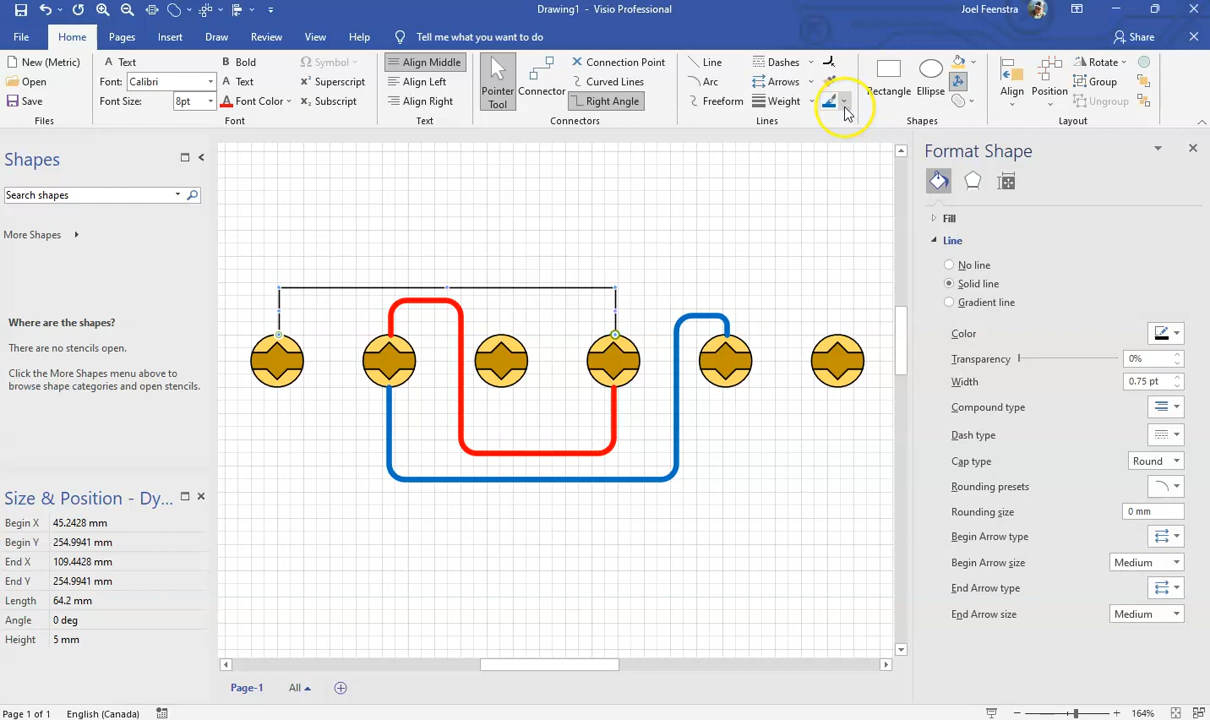 Drawing1 - Visio Professional
Joel Feenstra
File
Home
Pages
Insert
Draw
Review
View
Help
Tell me what you want to do
Share
New (Metric)
Open
Save
Files
Text
Font: Calibri
Font Size: 8pt
Bold
Text
Font Color
Symbol
Superscript
Subscript
Font
Align Middle
Align Left
Align Right
Text
Pointer Tool
Connector
Connection Point
Curved Lines
Right Angle
Connectors
Line
Arc
Freeform
Dashes
Arrows
Weight
Lines
Rectangle
Ellipse
Shapes
Align
Position
Rotate
Group
Ungroup
Layout
Shapes
Search shapes
More Shapes
Where are the shapes?
There are no stencils open.
Click the More Shapes menu above to
browse shape categories and open stencils.
Size & Position - Dy...
Begin X 45.2428 mm
Begin Y 254.9941 mm
End X 109.4428 mm
End Y 254.9941 mm
Length 64.2 mm
Angle 0 deg
Height 5 mm
Format Shape
Fill
Line
No line
Solid line
Gradient line
Color
Transparency 0%
Width 0.75 pt
Compound type
Dash type
Cap type Round
Rounding presets
Rounding size 0 mm
Begin Arrow type
Begin Arrow size Medium
End Arrow type
End Arrow size Medium
Page-1
All
Page 1 of 1
English (Canada)
164%